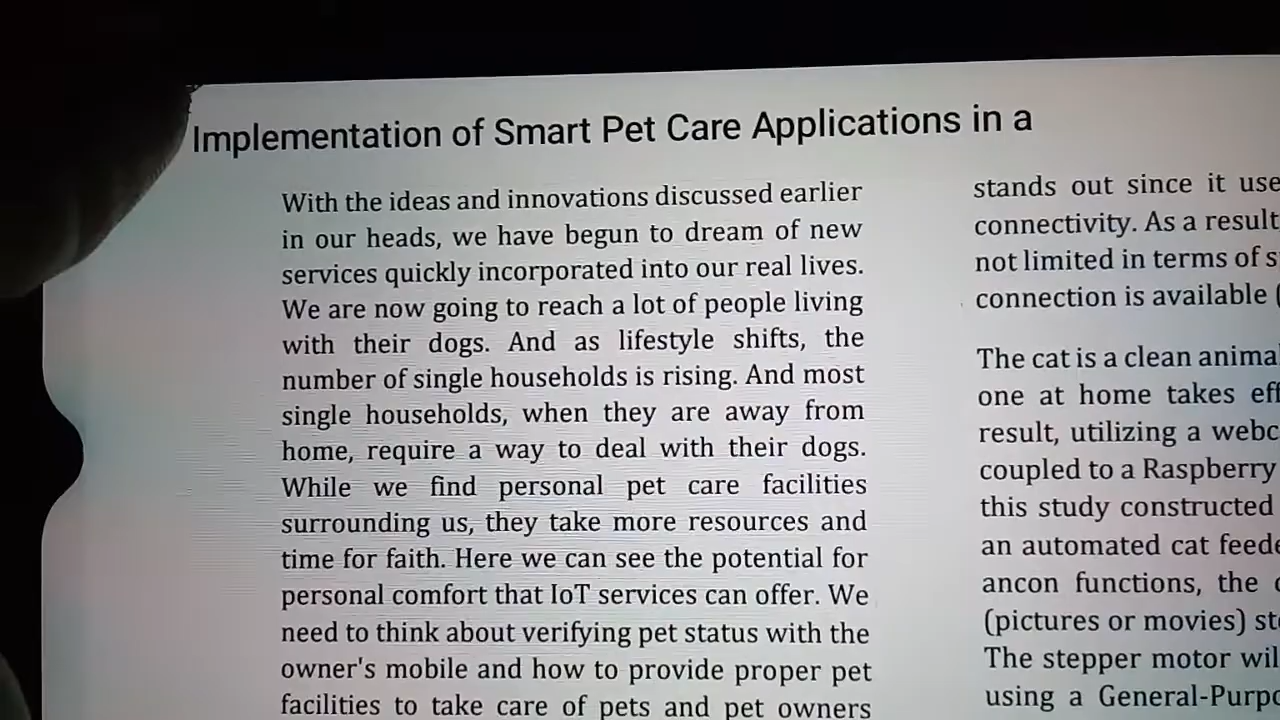 Implementation of Smart Pet Care Applications in a
With the ideas and innovations discussed earlier
in our heads, we have begun to dream of new
services quickly incorporated into our real lives.
We are now going to reach a lot of people living
with their dogs. And as lifestyle shifts, the
number of single households is rising. And most
single households, when they are away from
home, require a way to deal with their dogs.
While we find personal pet care facilities
surrounding us, they take more resources and
time for faith. Here we can see the potential for
personal comfort that IoT services can offer. We
need to think about verifying pet status with the
owner's mobile and how to provide proper pet
facilities to take care of pets and pet owners
stands out since it use
connectivity. As a result
not limited in terms of
connection is available (
The cat is a clean
one at home takes
result, utilizing a
coupled to a Raspberry
this study constructed
an automated cat
ancon functions, the
(pictures or movies)
The stepper motor
using a